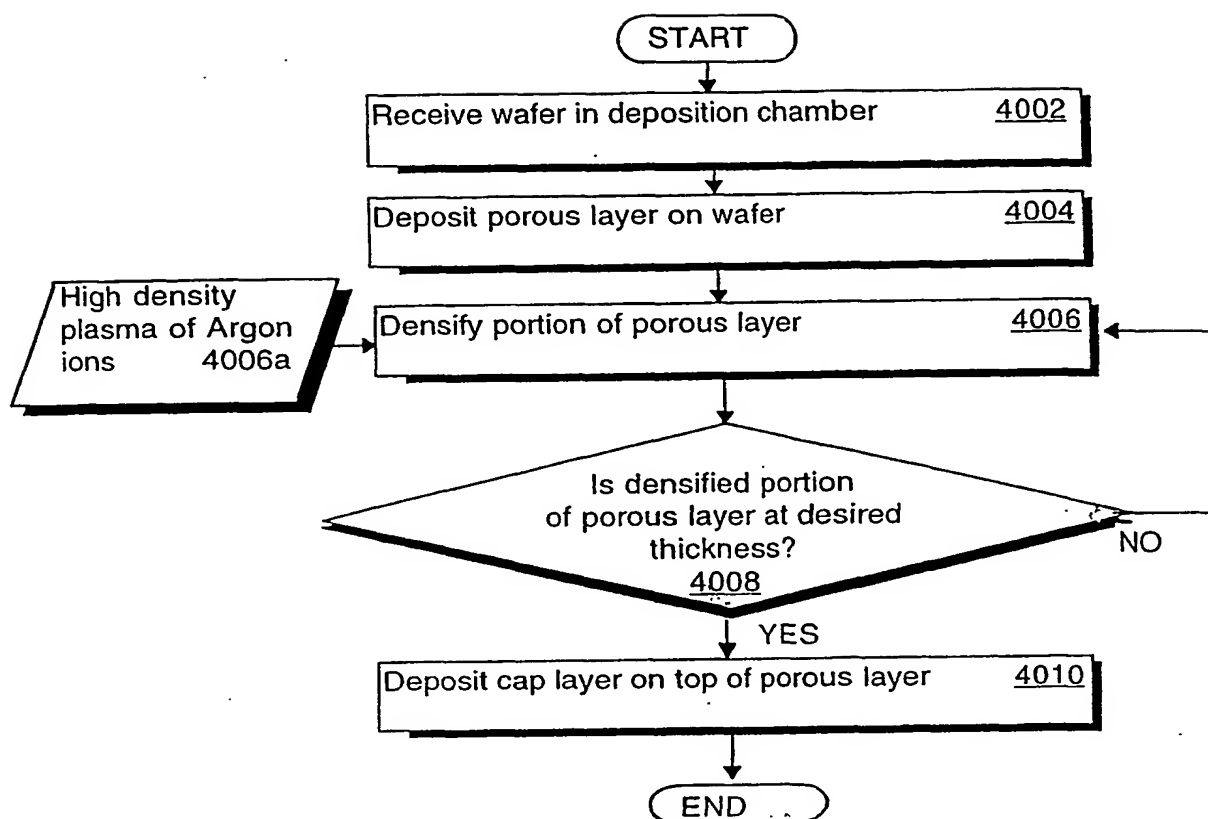 START
Receive wafer in deposition chamber 4002
Deposit porous layer on wafer 4004
High density
plasma of Argon
ions 4006a
Densify portion of porous layer 4006
Is densified portion
of porous layer at desired
thickness?
4008
NO
YES
Deposit cap layer on top of porous layer 4010
END